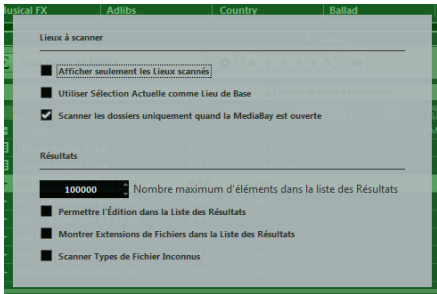 Musical FX Adlibs Country Ballad
Lieux à scanner
Afficher seulement les Lieux scannés
Utiliser Sélection Actuelle comme Lieu de Base
Scanner les dossiers uniquement quand la MediaBay est ouverte
Résultats
100000 Nombre maximum d'éléments dans la liste des Résultats
Permettre l'Édition dans la Liste des Résultats
Montrer Extensions de Fichiers dans la Liste des Résultats
Scanner Types de Fichier Inconnus